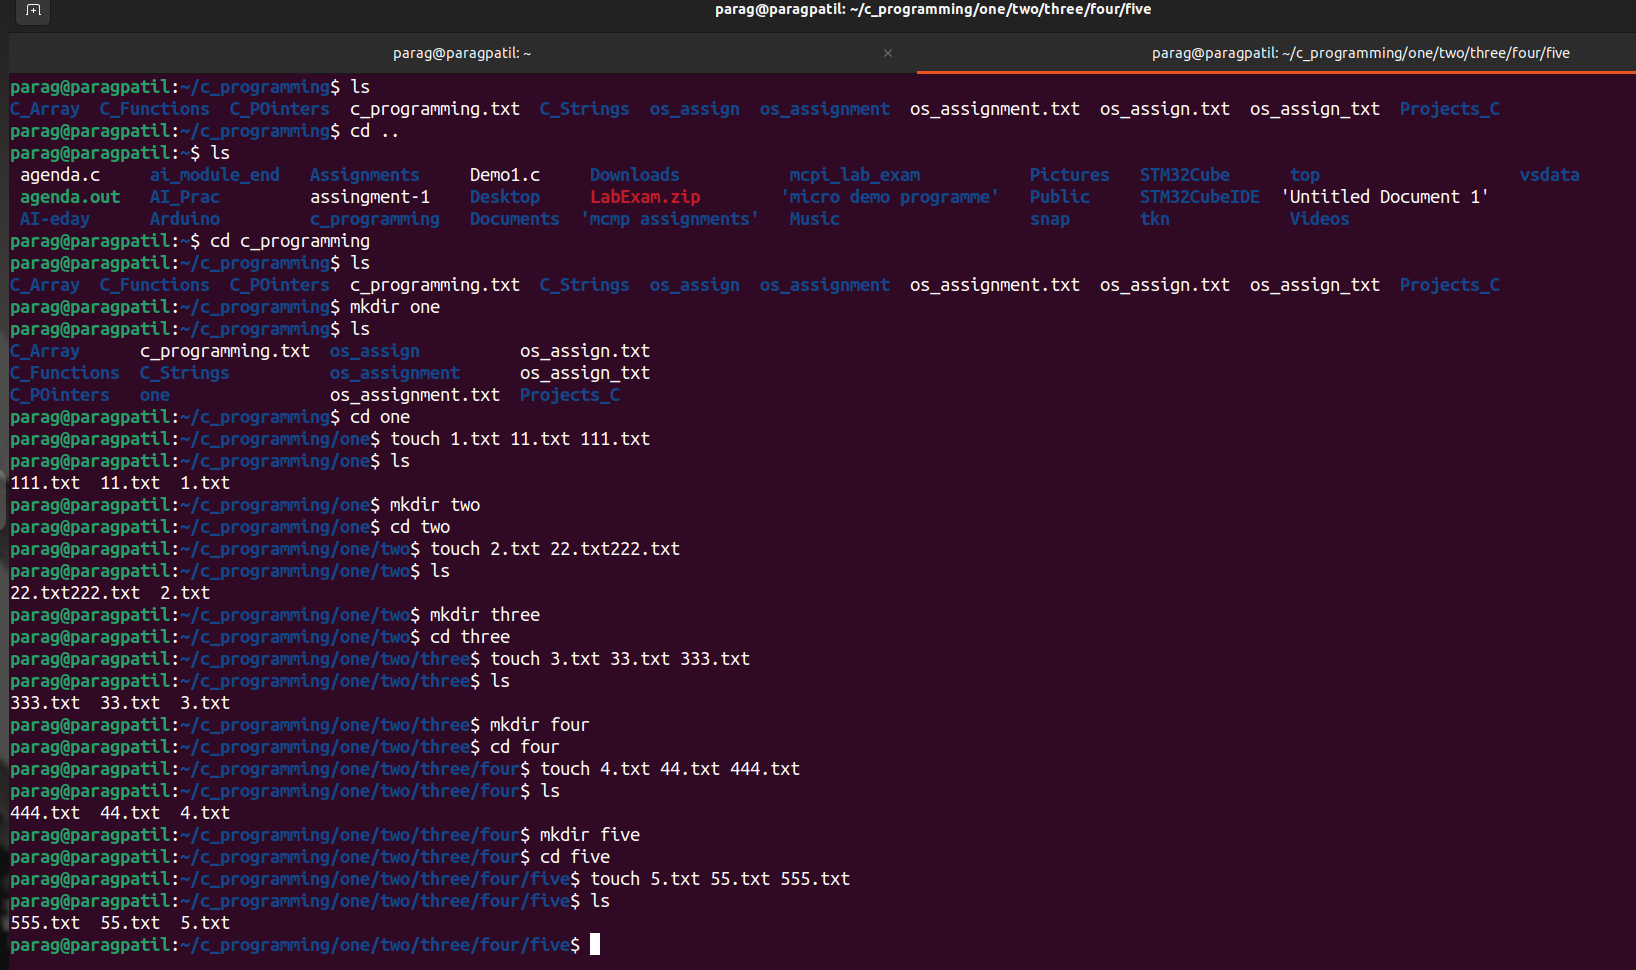 parag@paragpatil: ~/c_programming/one/two/three/four/five
parag@paragpatil: ~ × parag@paragpatil: ~/c_programming/one/two/three/four/five
parag@paragpatil:~/c_programming$ ls
C_Array  C_Functions  C_POinters  c_programming.txt  C_Strings  os_assign  os_assignment  os_assignment.txt  os_assign.txt  os_assign_txt  Projects_C
parag@paragpatil:~/c_programming$ cd ..
parag@paragpatil:~$ ls
agenda.c  ai_module_end  Assignments  Demo1.c  Downloads  mcpi_lab_exam  Pictures  STM32Cube  top  vsdata
agenda.out  AI_Prac  assingment-1  Desktop  LabExam.zip  'micro demo programme'  Public  STM32CubeIDE  'Untitled Document 1'
AI-eday  Arduino  c_programming  Documents  'mcmp assignments'  Music  snap  tkn  Videos
parag@paragpatil:~$ cd c_programming
parag@paragpatil:~/c_programming$ ls
C_Array  C_Functions  C_POinters  c_programming.txt  C_Strings  os_assign  os_assignment  os_assignment.txt  os_assign.txt  os_assign_txt  Projects_C
parag@paragpatil:~/c_programming$ mkdir one
parag@paragpatil:~/c_programming$ ls
C_Array  c_programming.txt  os_assign  os_assign.txt
C_Functions  C_Strings  os_assignment  os_assign_txt
C_POinters  one  os_assignment.txt  Projects_C
parag@paragpatil:~/c_programming$ cd one
parag@paragpatil:~/c_programming/one$ touch 1.txt 11.txt 111.txt
parag@paragpatil:~/c_programming/one$ ls
111.txt  11.txt  1.txt
parag@paragpatil:~/c_programming/one$ mkdir two
parag@paragpatil:~/c_programming/one$ cd two
parag@paragpatil:~/c_programming/one/two$ touch 2.txt 22.txt222.txt
parag@paragpatil:~/c_programming/one/two$ ls
22.txt222.txt  2.txt
parag@paragpatil:~/c_programming/one/two$ mkdir three
parag@paragpatil:~/c_programming/one/two$ cd three
parag@paragpatil:~/c_programming/one/two/three$ touch 3.txt 33.txt 333.txt
parag@paragpatil:~/c_programming/one/two/three$ ls
333.txt  33.txt  3.txt
parag@paragpatil:~/c_programming/one/two/three$ mkdir four
parag@paragpatil:~/c_programming/one/two/three$ cd four
parag@paragpatil:~/c_programming/one/two/three/four$ touch 4.txt 44.txt 444.txt
parag@paragpatil:~/c_programming/one/two/three/four$ ls
444.txt  44.txt  4.txt
parag@paragpatil:~/c_programming/one/two/three/four$ mkdir five
parag@paragpatil:~/c_programming/one/two/three/four$ cd five
parag@paragpatil:~/c_programming/one/two/three/four/five$ touch 5.txt 55.txt 555.txt
parag@paragpatil:~/c_programming/one/two/three/four/five$ ls
555.txt  55.txt  5.txt
parag@paragpatil:~/c_programming/one/two/three/four/five$